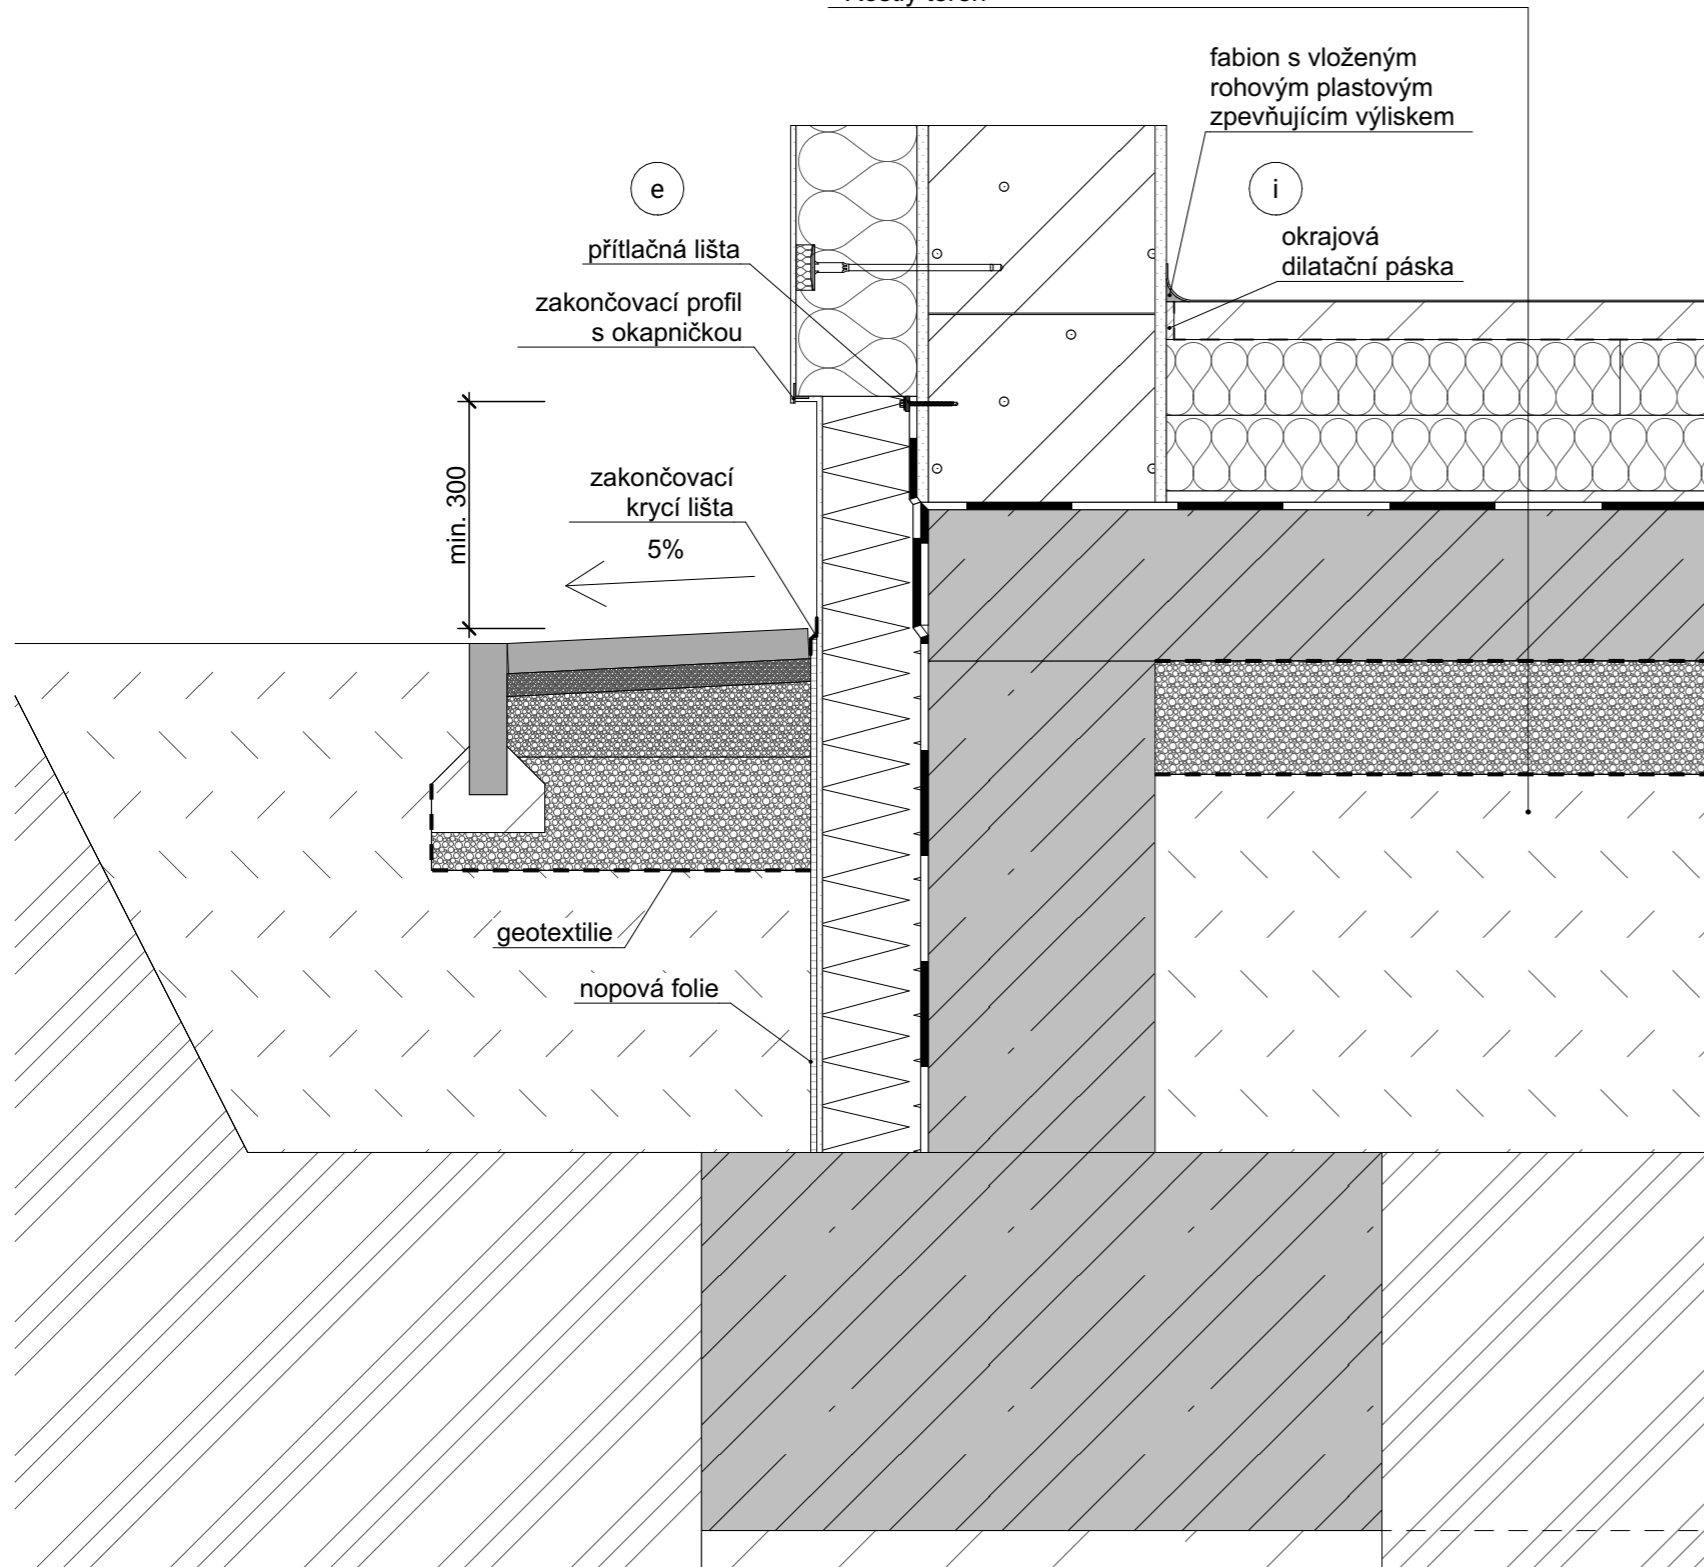 fabion s vloženým
rohovým plastovým
zpevňujícím výliskem
e
i
přítlačná lišta
okrajová
dilatační páska
zakončovací profil
s okapničkou
min. 300
zakončovací
krycí lišta
5%
geotextilie
nopová folie